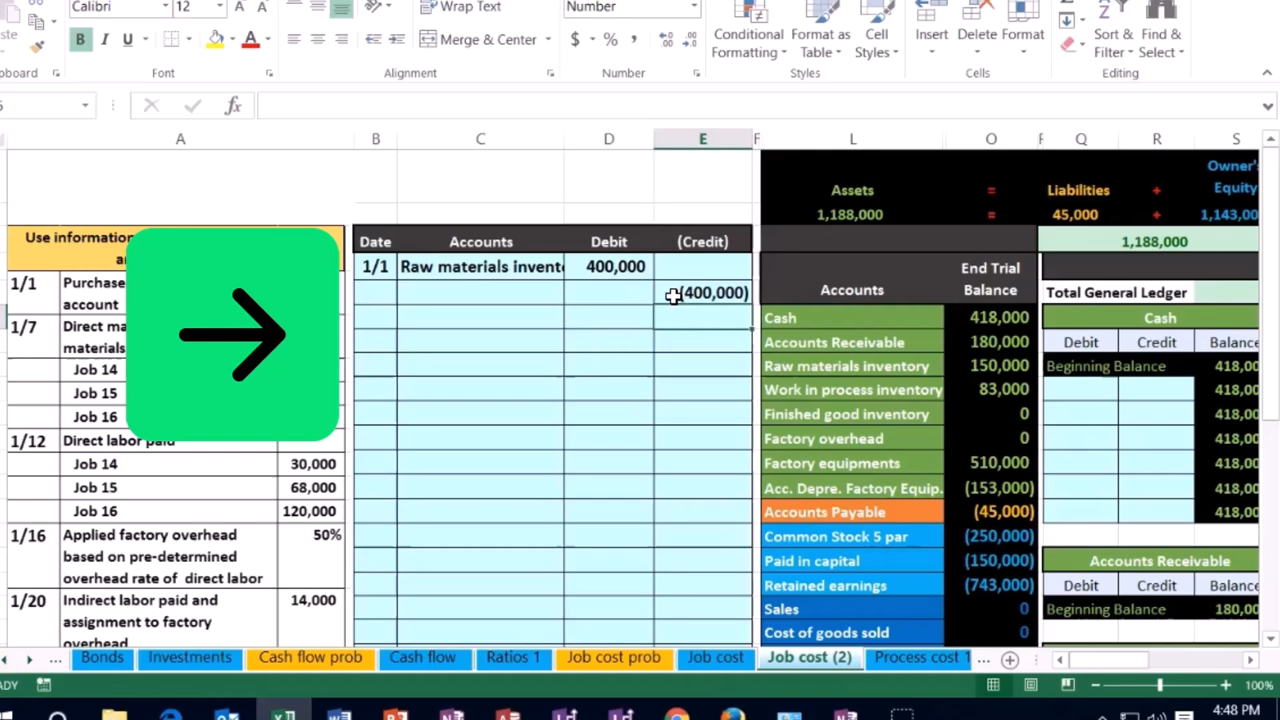 Calibri 12 Wrap Text Number
B I U Merge & Center $ % Conditional Formatting Format as Table Cell Styles Insert Delete Format Sort & Filter Find & Select
Font Alignment Number Styles Cells Editing
fx
A B C D E F L O F Q R S
Owner's
Assets = Liabilities + Equity
1,188,000 = 45,000 + 1,143,00
Use information Date Accounts Debit (Credit) 1,188,000
1/1 Raw materials invent 400,000
End Trial
Accounts Balance
1/1 Purchase (400,000) Total General Ledger
account
Cash 418,000 Cash
1/7 Direct ma
materials
Accounts Receivable 180,000 Debit Credit Balance
Job 14 Raw materials inventory 150,000 Beginning Balance 418,00
Job 15 Work in process inventory 83,000 418,00
Job 16 Finished good inventory 0 418,00
1/12 Direct labor paid Factory overhead 0 418,00
Job 14 30,000 Factory equipments 510,000 418,00
Job 15 68,000 Acc. Depre. Factory Equip. (153,000) 418,00
Job 16 120,000 Accounts Payable (45,000) 418,00
1/16 Applied factory overhead 50% Common Stock 5 par (250,000)
based on pre-determined Paid in capital (150,000) Accounts Receivable
overhead rate of direct labor Retained earnings (743,000) Debit Credit Balance
1/20 Indirect labor paid and 14,000 Sales 0 Beginning Balance 180,00
assignment to factory Cost of goods sold 0
overhead
... Bonds Investments Cash flow prob Cash flow Ratios 1 Job cost prob Job cost Job cost (2) Process cost 1 ...
ADY 100%
4:48 PM